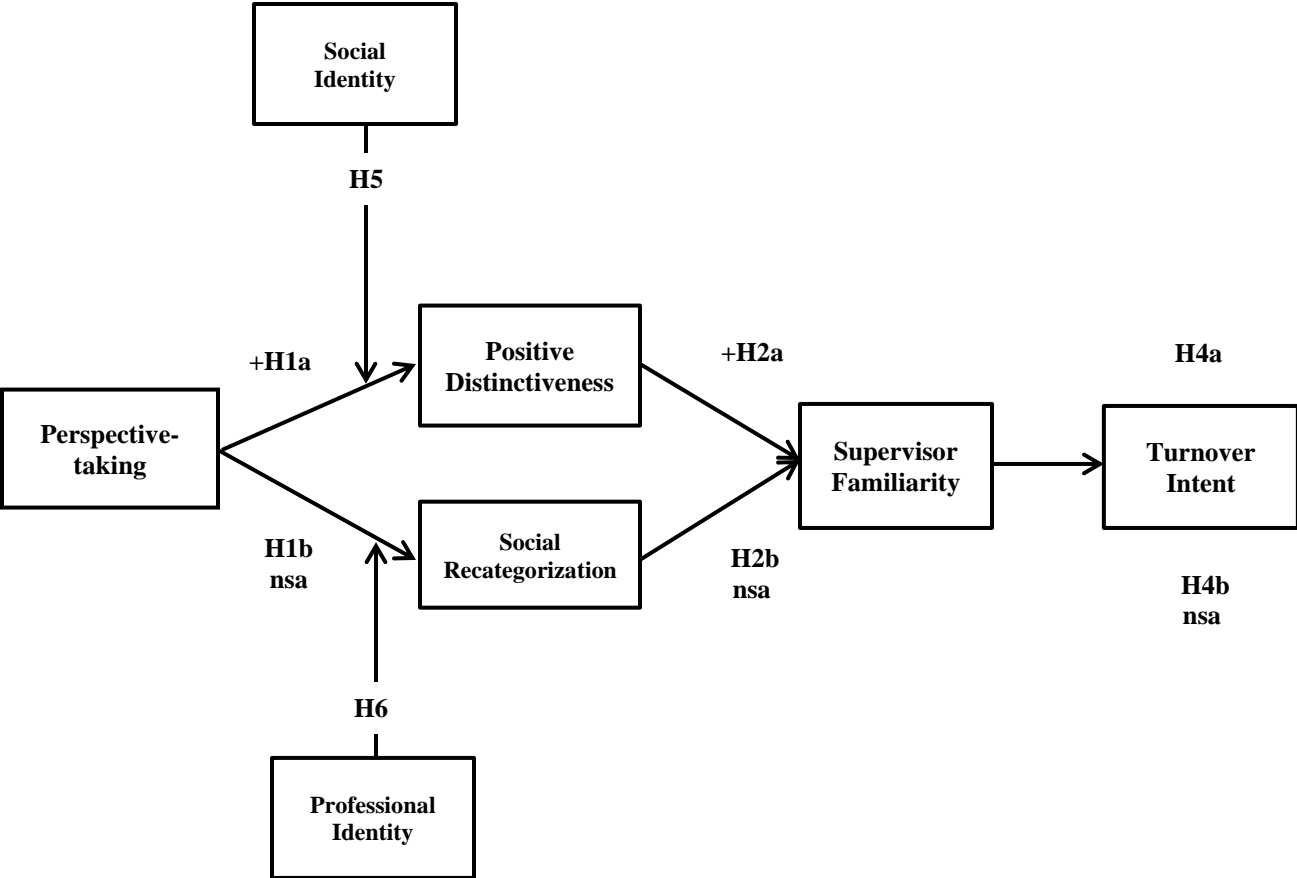 Social
Identity
H5
+H1a
Positive
Distinctiveness
+H2a
H4a
Perspective-
taking
Supervisor
Familiarity
Turnover
Intent
H1b
nsa
Social
Recategorization
H2b
nsa
H4b
nsa
H6
Professional
Identity